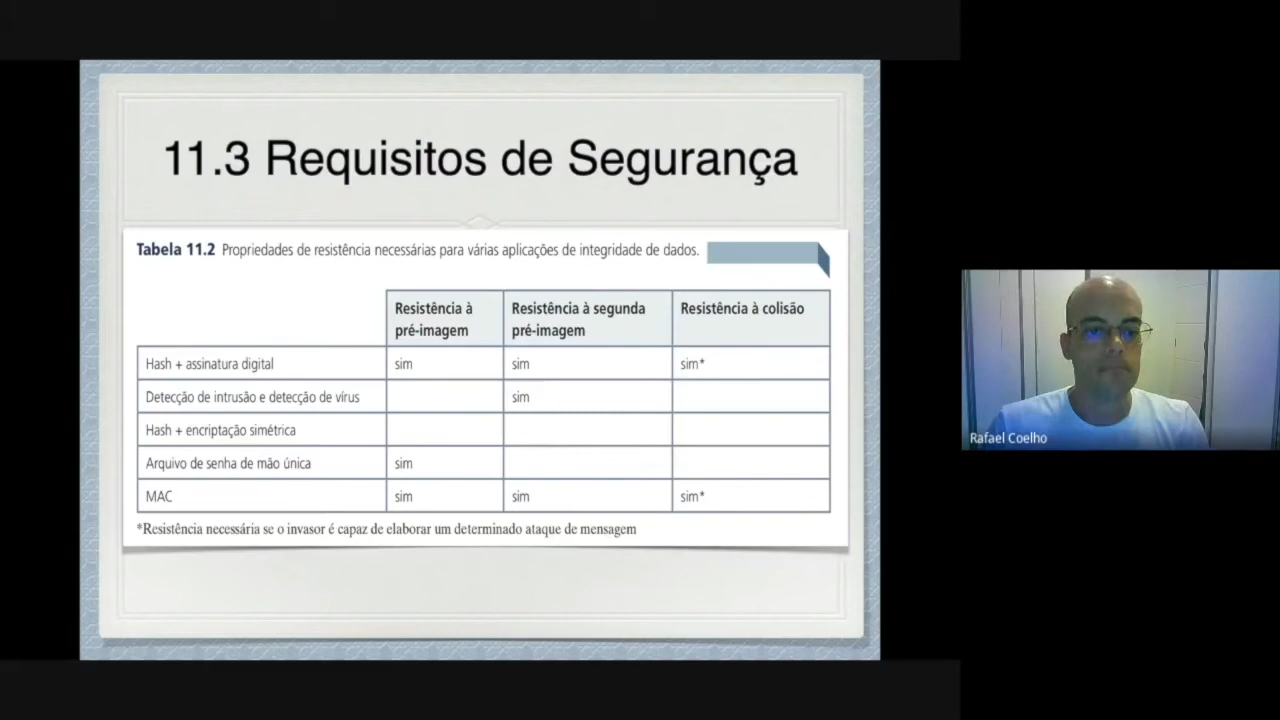 11.3 Requisitos de Segurança
Tabela 11.2 Propriedades de resistência necessárias para várias aplicações de integridade de dados.
Resistência à pré-imagem
Resistência à segunda pré-imagem
Resistência à colisão
Hash + assinatura digital sim sim sim*
Detecção de intrusão e detecção de vírus sim
Hash + encriptação simétrica
Arquivo de senha de mão única sim
MAC sim sim sim*
*Resistência necessária se o invasor é capaz de elaborar um determinado ataque de mensagem
Rafael Coelho